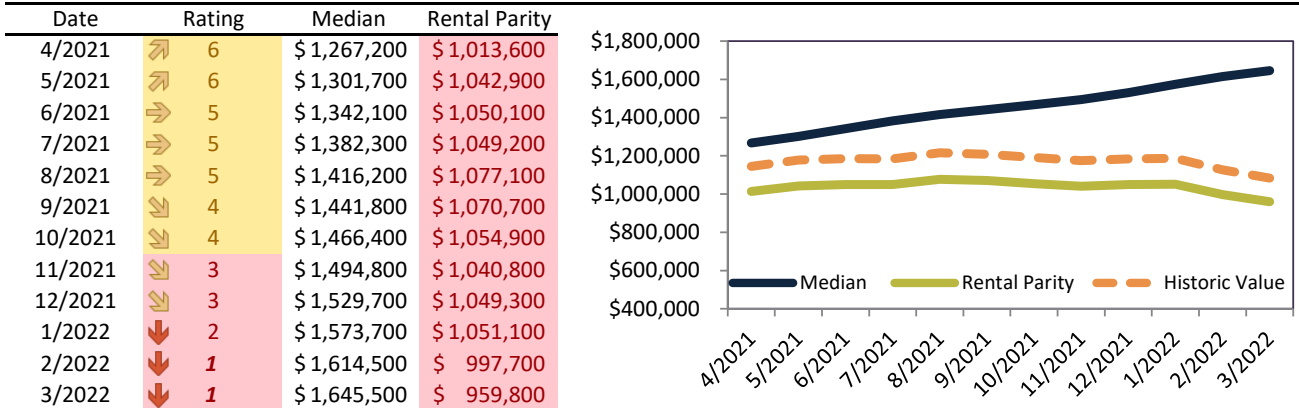 Date Rating Median Rental Parity
4/2021 6 $ 1,267,200 $ 1,013,600
5/2021 6 $ 1,301,700 $ 1,042,900
6/2021 5 $ 1,342,100 $ 1,050,100
7/2021 5 $ 1,382,300 $ 1,049,200
8/2021 5 $ 1,416,200 $ 1,077,100
9/2021 4 $ 1,441,800 $ 1,070,700
10/2021 4 $ 1,466,400 $ 1,054,900
11/2021 3 $ 1,494,800 $ 1,040,800
12/2021 3 $ 1,529,700 $ 1,049,300
1/2022 2 $ 1,573,700 $ 1,051,100
2/2022 1 $ 1,614,500 $ 997,700
3/2022 1 $ 1,645,500 $ 959,800
$1,800,000
$1,600,000
$1,400,000
$1,200,000
$1,000,000
$800,000
$600,000
$400,000
Median Rental Parity Historic Value
4/2021 5/2021 6/2021 7/2021 8/2021 9/2021 10/2021 11/2021 12/2021 1/2022 2/2022 3/2022